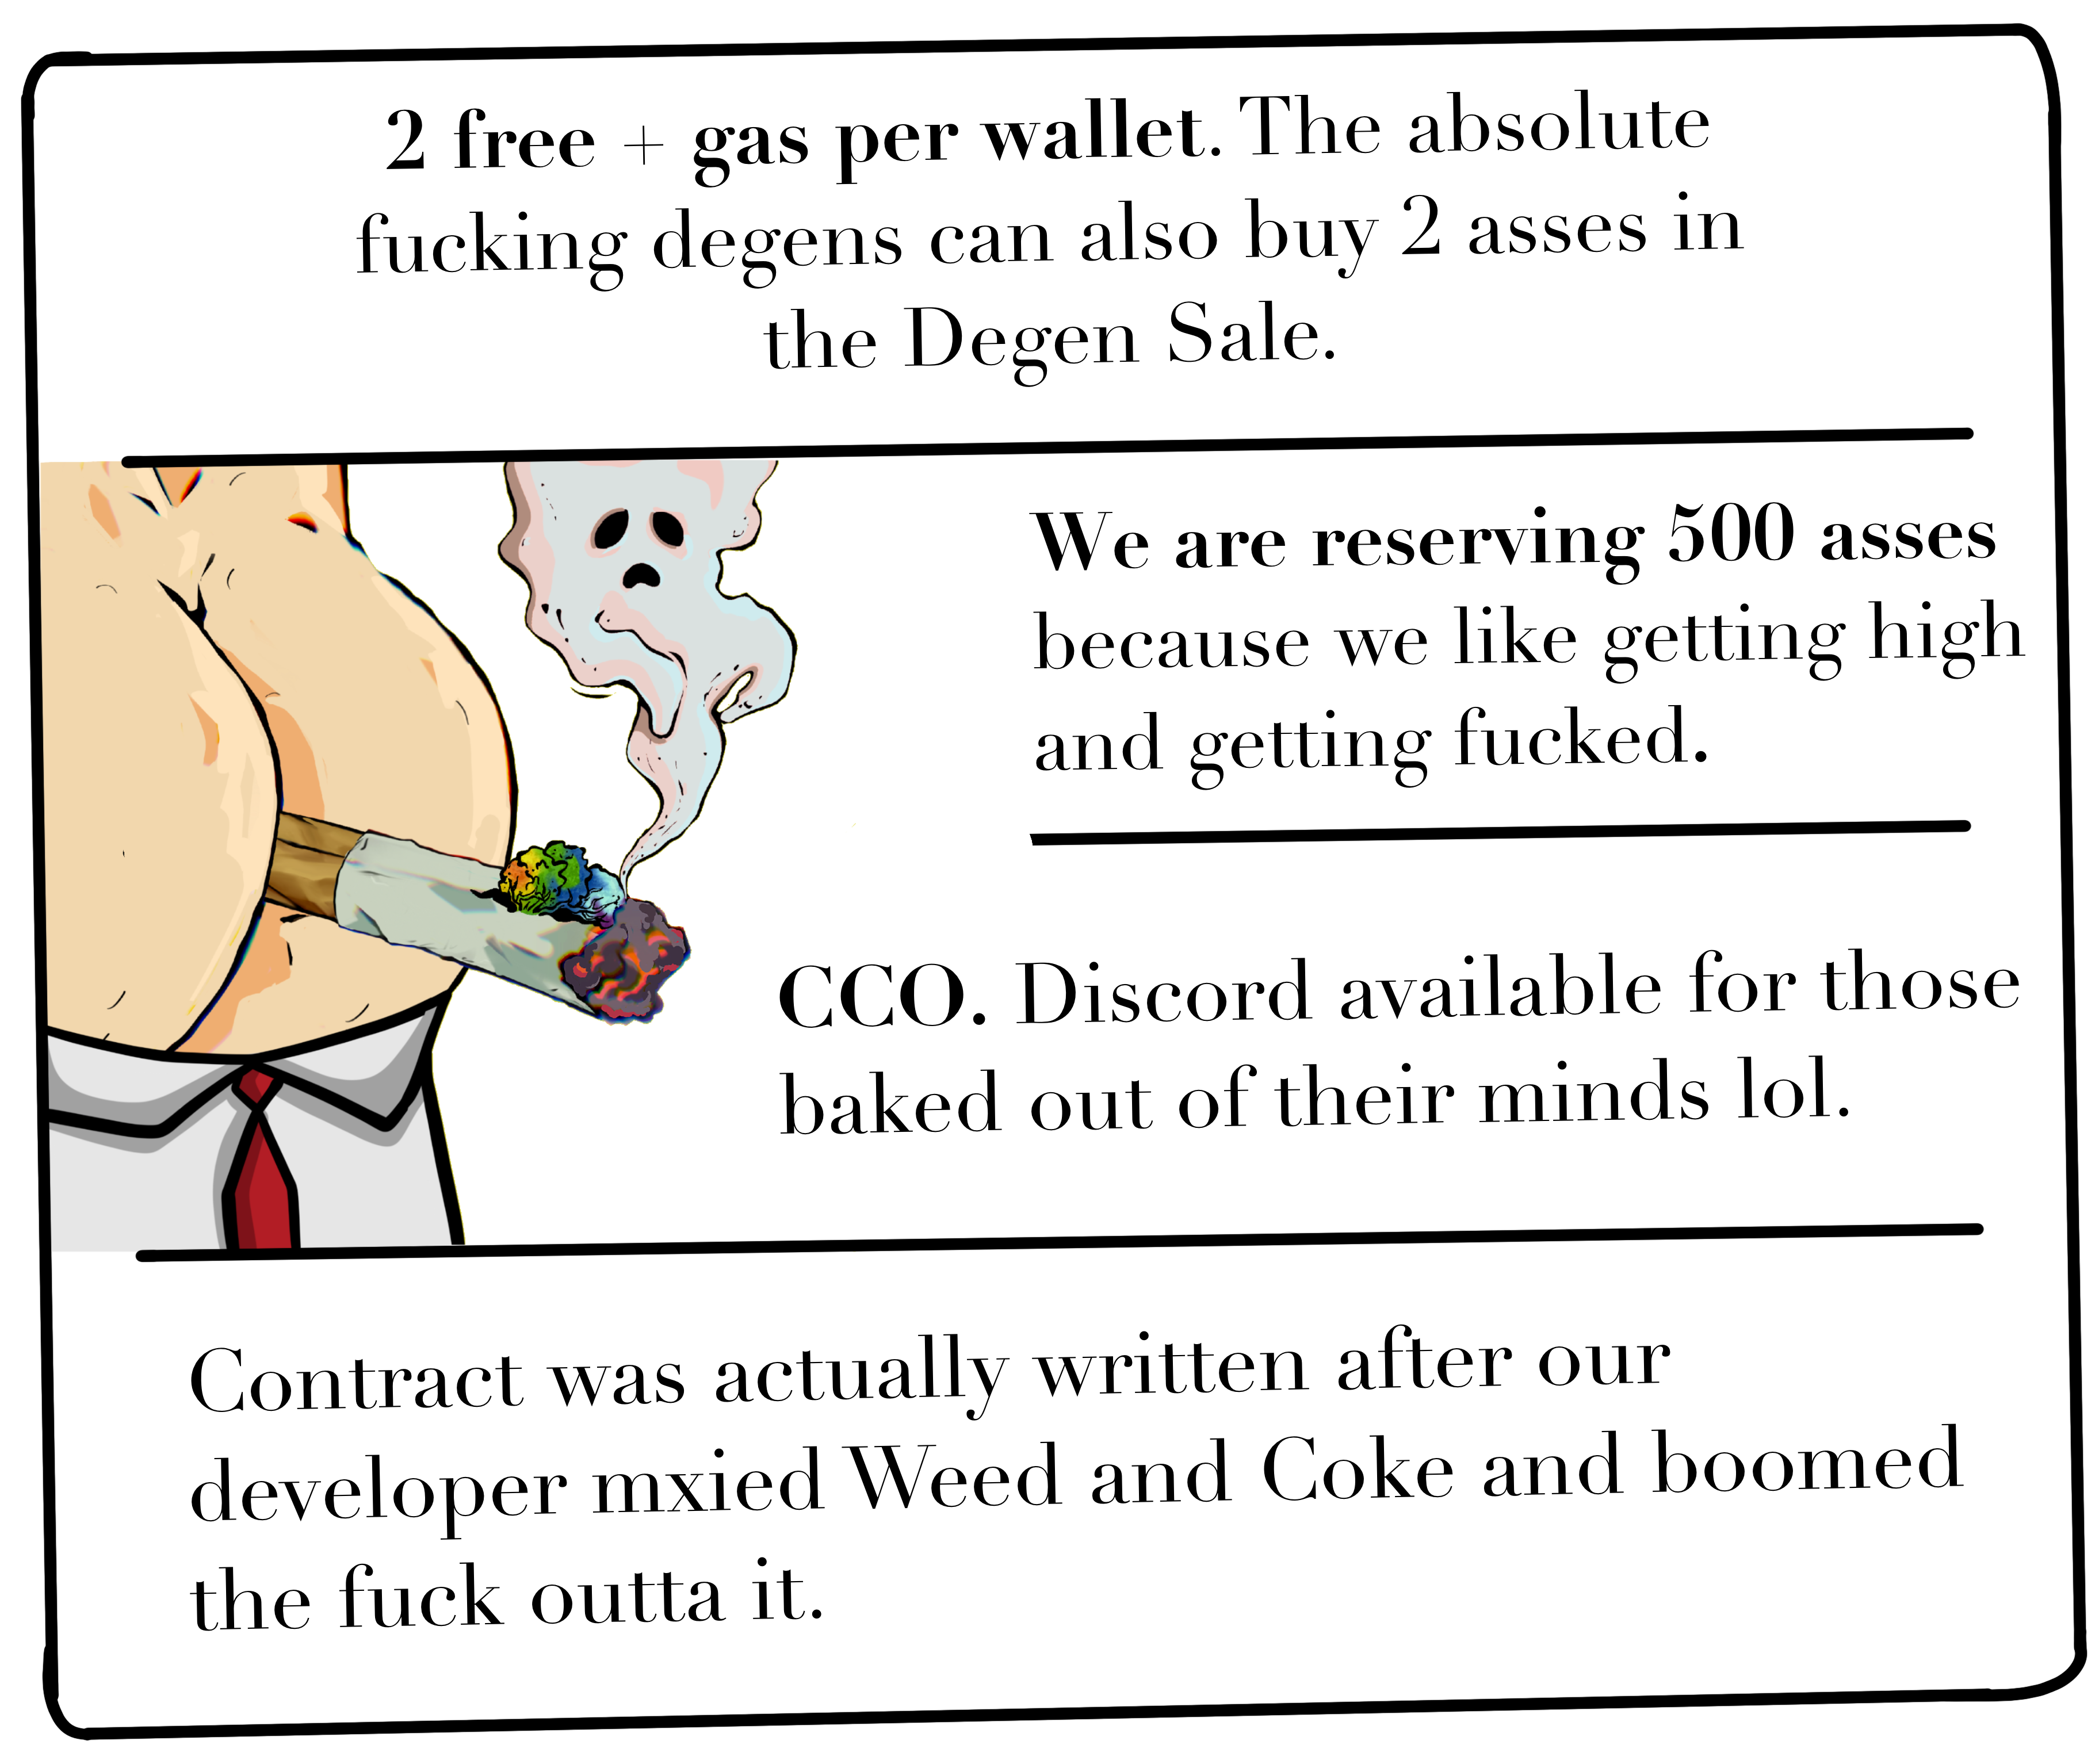 2 free + gas per wallet. The absolute
fucking degens can also buy 2 asses in
the Degen Sale.
We are reserving 500 asses
because we like getting high
and getting fucked.
CCO. Discord available for those
baked out of their minds lol.
Contract was actually written after our
developer mxied Weed and Coke and boomed
the fuck outta it.